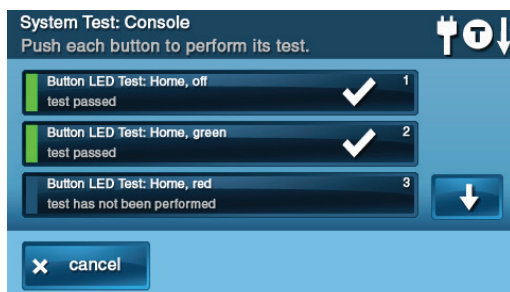 System Test: Console
Push each button to perform its test.
T
Button LED Test: Home, off
1
test passed
Button LED Test: Home, green
2
test passed
Button LED Test: Home, red
3
test has not been performed
cancel